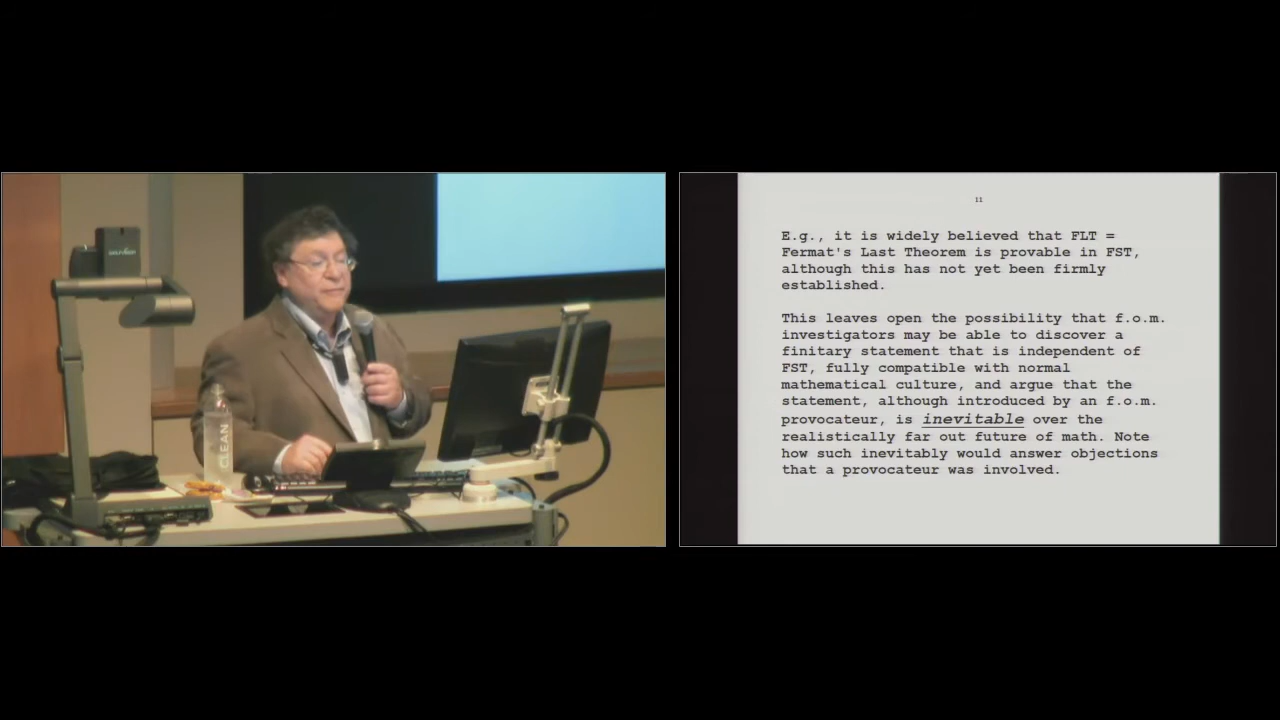 CLEAN
11
E.g., it is widely believed that FLT =
Fermat's Last Theorem is provable in FST,
although this has not yet been firmly
established.
This leaves open the possibility that f.o.m.
investigators may be able to discover a
finitary statement that is independent of
FST, fully compatible with normal
mathematical culture, and argue that the
statement, although introduced by an f.o.m.
provocateur, is inevitable over the
realistically far out future of math. Note
how such inevitably would answer objections
that a provocateur was involved.